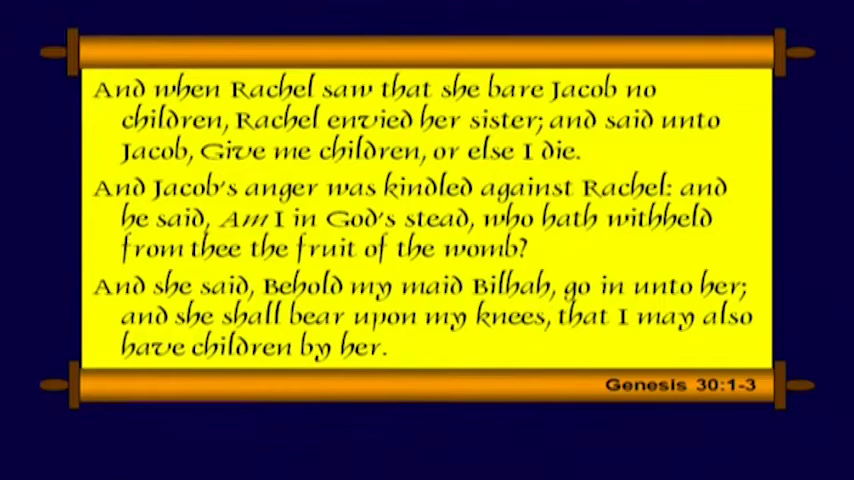 And when Rachel saw that she bare Jacob no
children, Rachel envied her sister; and said unto
Jacob, Give me children, or else I die.
And Jacob's anger was kindled against Rachel: and
he said, Am I in God's stead, who hath withheld
from thee the fruit of the womb?
And she said, Behold my maid Bilhah, go in unto her;
and she shall bear upon my knees, that I may also
have children by her.
Genesis 30:1-3